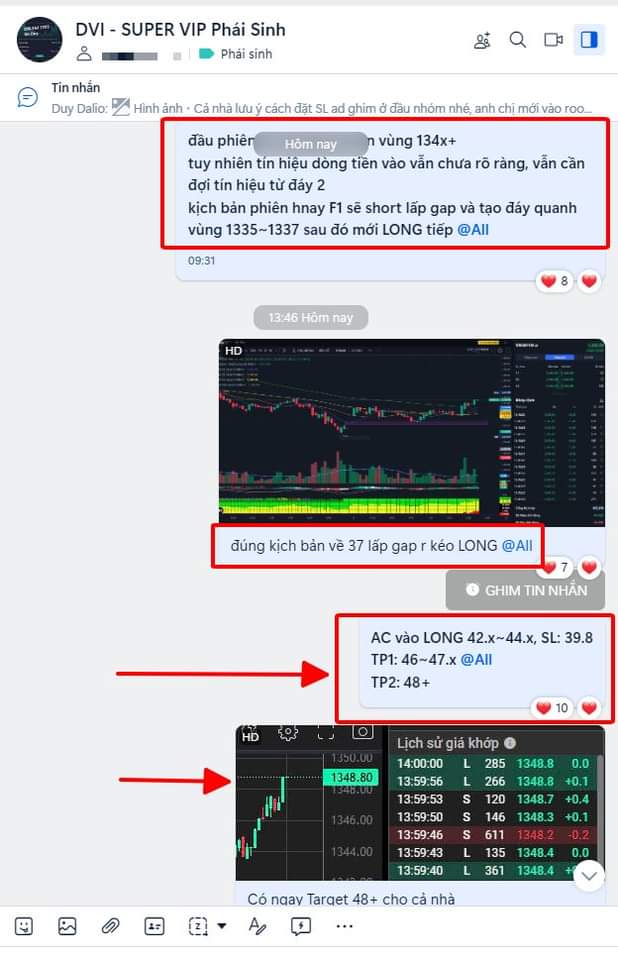 DVI - SUPER VIP Phái Sinh
Phái sinh
Tin nhắn
Duy Dalio: Hình ảnh - Cả nhà lưu ý cách đặt SL ad ghim ở đầu nhóm nhé, anh chị mới vào roo...
đầu phiên n vùng 134x+
Hôm nay
tuy nhiên tín hiệu dòng tiền vào vẫn chưa rõ ràng, vẫn cần
đợi tín hiệu từ đáy 2
kịch bản phiên hnay F1 sẽ short lấp gap và tạo đáy quanh
vùng 1335~1337 sau đó mới LONG tiếp @All
09:31
8
13:46 Hôm nay
HD
đúng kịch bản về 37 lấp gap r kéo LONG @All
7
GHIM TIN NHẮN
AC vào LONG 42.x~44.x, SL: 39.8
TP1: 46~47.x @All
TP2: 48+
10
HD
1350.00
1348.80
1348.00
1346.00
1344.00
Lịch sử giá khớp
14:00:00 L 285 1348.8 0.0
13:59:56 L 266 1348.8 +0.1
13:59:53 S 120 1348.7 +0.4
13:59:50 S 146 1348.3 +0.1
13:59:46 S 611 1348.2 -0.2
13:59:43 L 135 1348.4 0.0
13:59:40 L 361 1348.4
Có ngay Target 48+ cho cả nhà